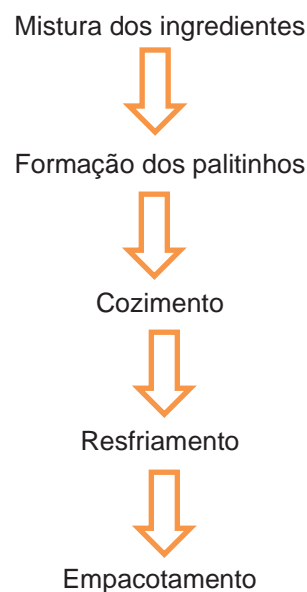 Mistura dos ingredientes
Formação dos palitinhos
Cozimento
Resfriamento
Empacotamento